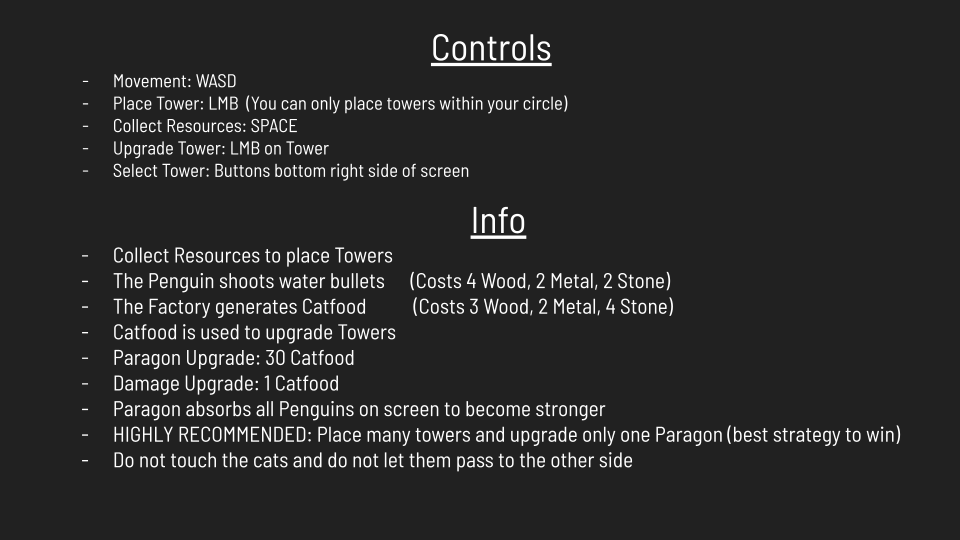 Controls
- Movement: WASD
- Place Tower: LMB (You can only place towers within your circle)
- Collect Resources: SPACE
- Upgrade Tower: LMB on Tower
- Select Tower: Buttons bottom right side of screen
Info
- Collect Resources to place Towers
- The Penguin shoots water bullets (Costs 4 Wood, 2 Metal, 2 Stone)
- The Factory generates Catfood (Costs 3 Wood, 2 Metal, 4 Stone)
- Catfood is used to upgrade Towers
- Paragon Upgrade: 30 Catfood
- Damage Upgrade: 1 Catfood
- Paragon absorbs all Penguins on screen to become stronger
- HIGHLY RECOMMENDED: Place many towers and upgrade only one Paragon (best strategy to win)
- Do not touch the cats and do not let them pass to the other side